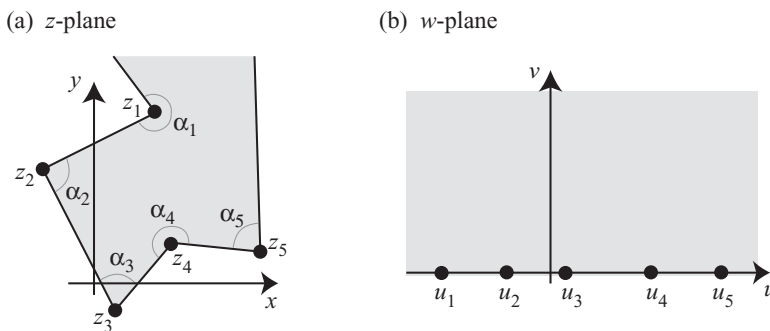 (a) z-plane
(b) w-plane
y
z₁
α₁
z₂
α₂
α₃
α₄
α₅
z₄
z₅
z₃
x
v
u₁ u₂ u₃ u₄ u₅ u